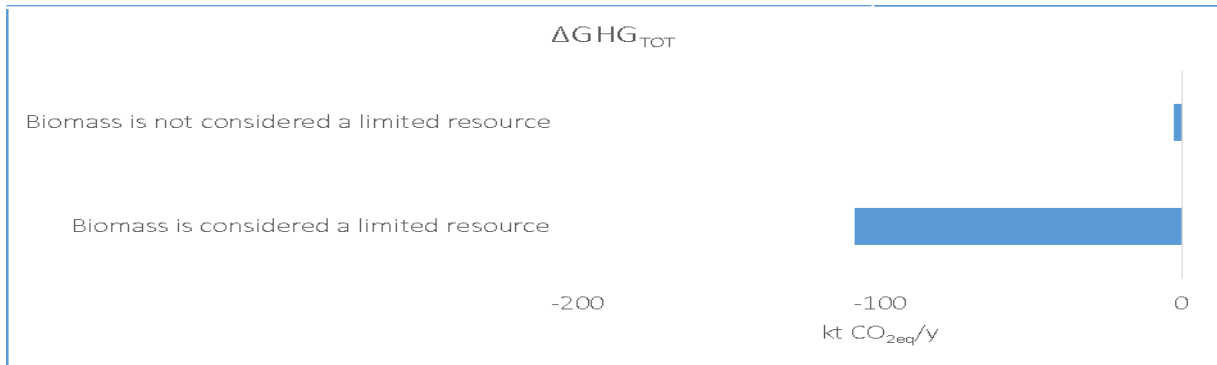 ΔGHG_TOT
Biomass is not considered a limited resource
Biomass is considered a limited resource
-200 -100 0
kt CO₂eq/y